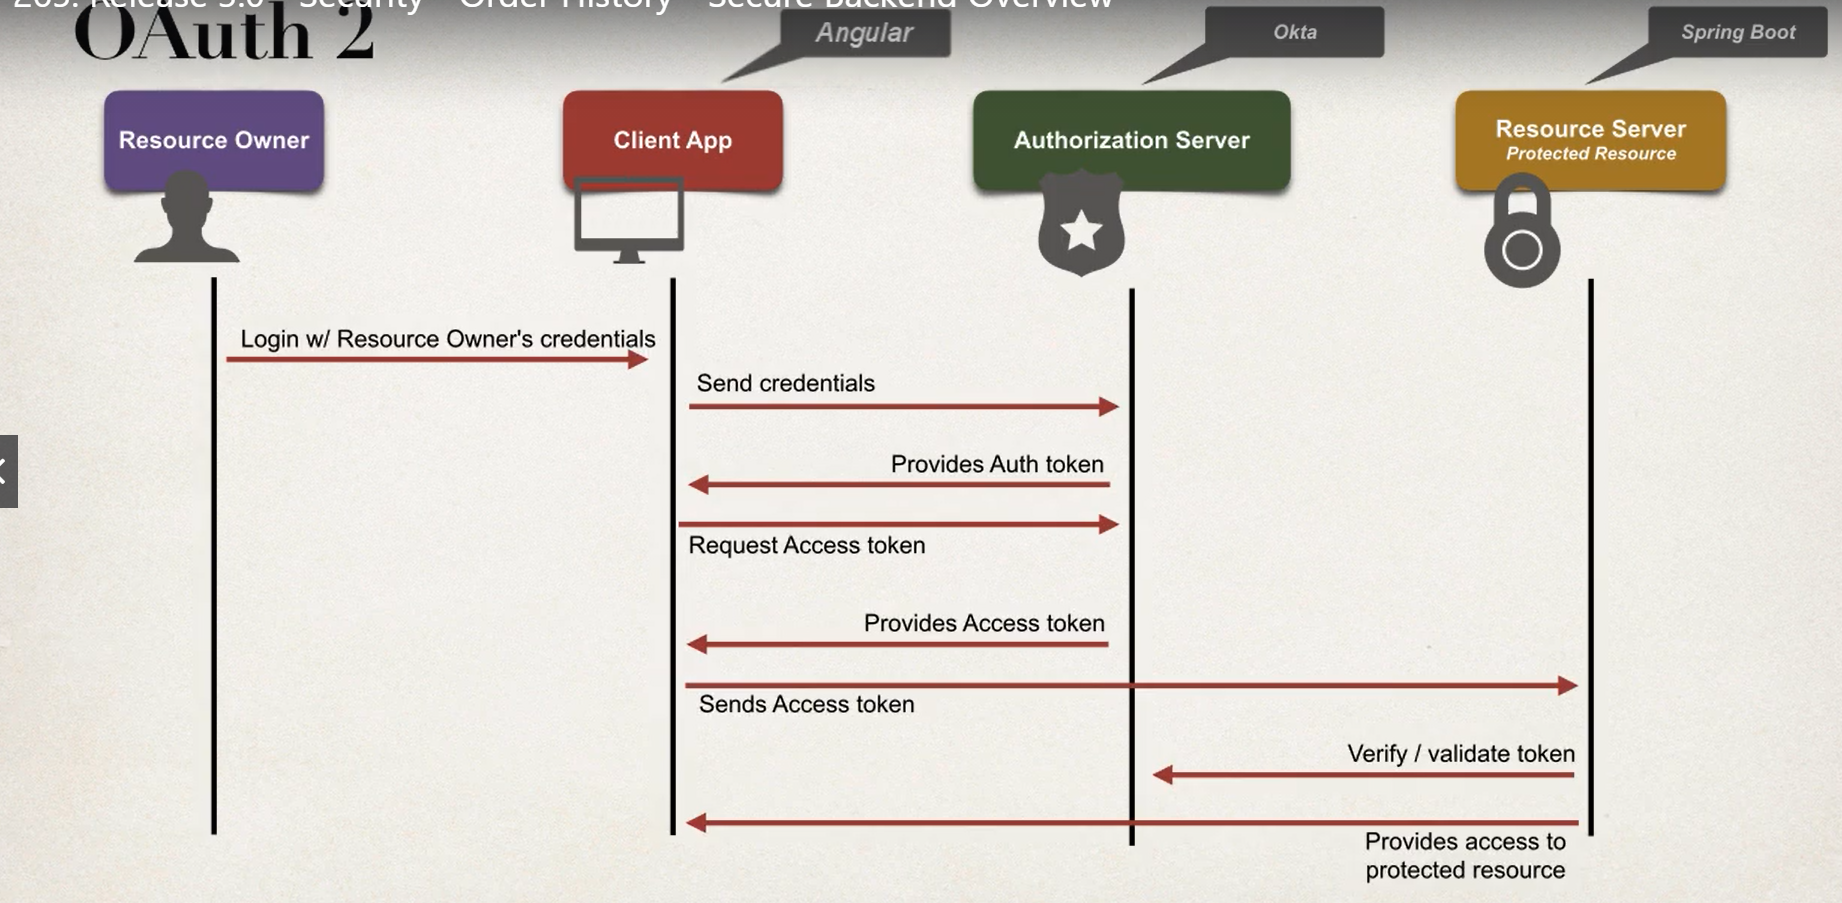 265. Release 3.0 - Security - Order History - Secure Backend Overview
OAuth 2
Angular
Okta
Spring Boot
Resource Owner
Client App
Authorization Server
Resource Server
Protected Resource
Login w/ Resource Owner's credentials
Send credentials
Provides Auth token
Request Access token
Provides Access token
Sends Access token
Verify / validate token
Provides access to
protected resource